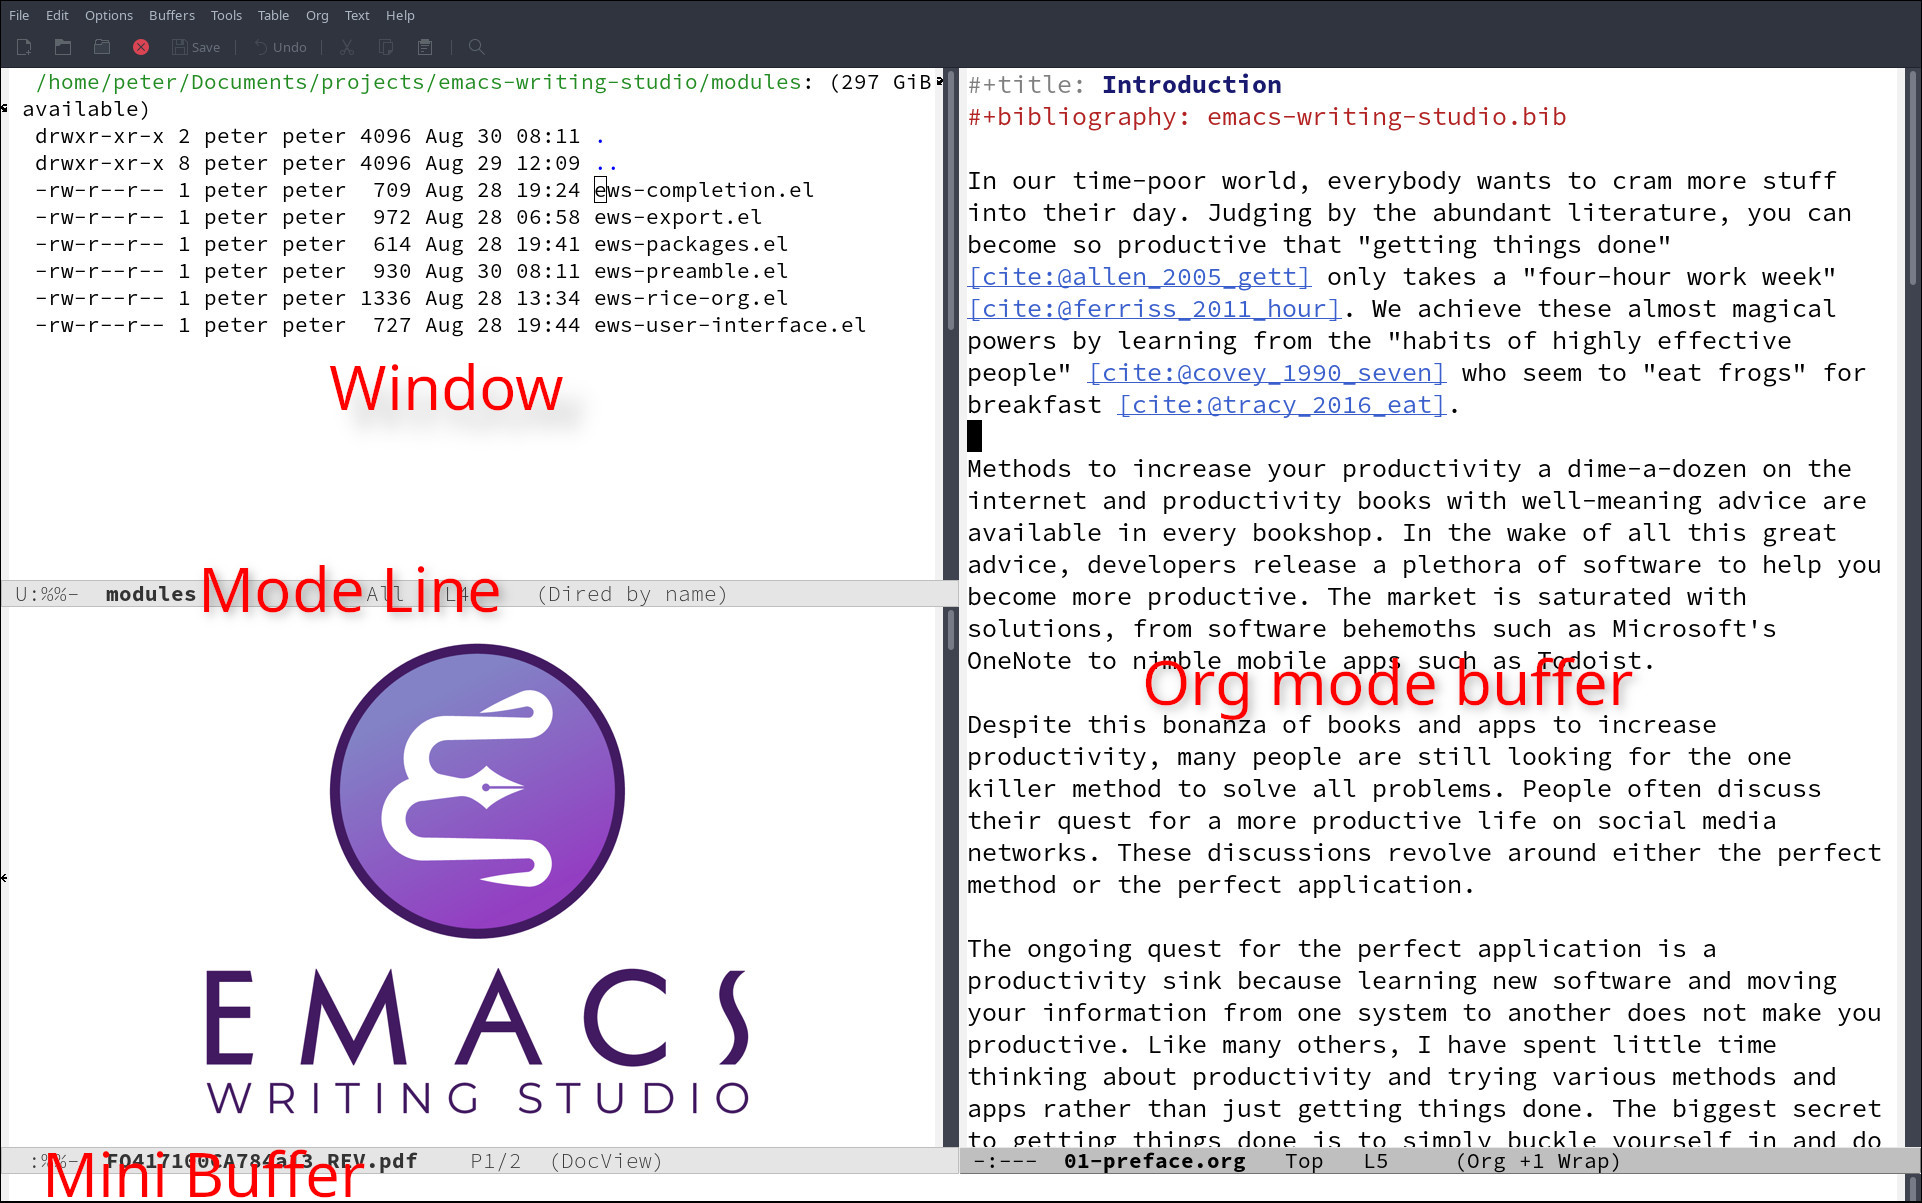 File Edit Options Buffers Tools Table Org Text Help
Save Undo
/home/peter/Documents/projects/emacs-writing-studio/modules: (297 GiB
available)
drwxr-xr-x 2 peter peter 4096 Aug 30 08:11 .
drwxr-xr-x 8 peter peter 4096 Aug 29 12:09 ..
-rw-r--r-- 1 peter peter  709 Aug 28 19:24 ews-completion.el
-rw-r--r-- 1 peter peter  972 Aug 28 06:58 ews-export.el
-rw-r--r-- 1 peter peter  614 Aug 28 19:41 ews-packages.el
-rw-r--r-- 1 peter peter  930 Aug 30 08:11 ews-preamble.el
-rw-r--r-- 1 peter peter 1336 Aug 28 13:34 ews-rice-org.el
-rw-r--r-- 1 peter peter  727 Aug 28 19:44 ews-user-interface.el
Window
Mode Line
U:%%-  modules All L4 (Dired by name)
EMACS
WRITING STUDIO
P1/2 (DocView)
Mini Buffer
#+title: Introduction
#+bibliography: emacs-writing-studio.bib
In our time-poor world, everybody wants to cram more stuff
into their day. Judging by the abundant literature, you can
become so productive that "getting things done"
[cite:@allen_2005_gett] only takes a "four-hour work week"
[cite:@ferriss_2011_hour]. We achieve these almost magical
powers by learning from the "habits of highly effective
people" [cite:@covey_1990_seven] who seem to "eat frogs" for
breakfast [cite:@tracy_2016_eat].
Methods to increase your productivity a dime-a-dozen on the
internet and productivity books with well-meaning advice are
available in every bookshop. In the wake of all this great
advice, developers release a plethora of software to help you
become more productive. The market is saturated with
solutions, from software behemoths such as Microsoft's
OneNote to nimble mobile apps such as Todoist.
Org mode buffer
Despite this bonanza of books and apps to increase
productivity, many people are still looking for the one
killer method to solve all problems. People often discuss
their quest for a more productive life on social media
networks. These discussions revolve around either the perfect
method or the perfect application.
The ongoing quest for the perfect application is a
productivity sink because learning new software and moving
your information from one system to another does not make you
productive. Like many others, I have spent little time
thinking about productivity and trying various methods and
apps rather than just getting things done. The biggest secret
to getting things done is to simply buckle yourself in and do
-:---  01-preface.org   Top   L5   (Org +1 Wrap)